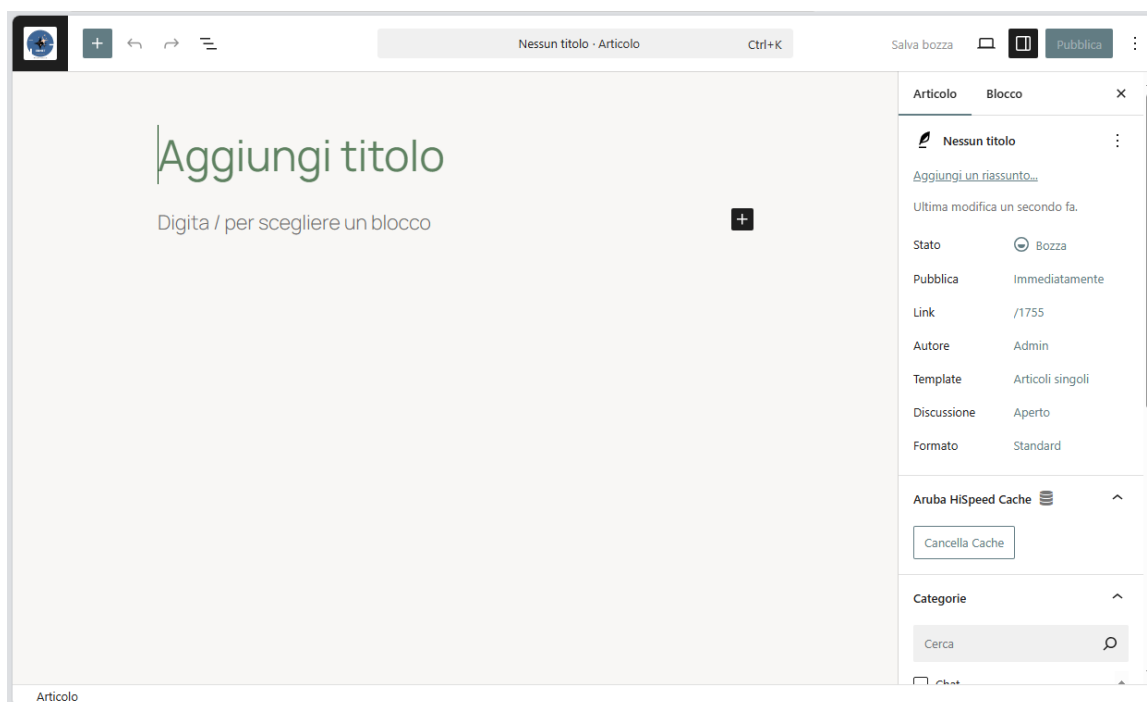 Nessun titolo · Articolo Ctrl+K
Salva bozza
Pubblica
Aggiungi titolo
Digita / per scegliere un blocco
Articolo Blocco
Nessun titolo
Aggiungi un riassunto...
Ultima modifica un secondo fa.
Stato Bozza
Pubblica Immediatamente
Link /1755
Autore Admin
Template Articoli singoli
Discussione Aperto
Formato Standard
Aruba HiSpeed Cache
Cancella Cache
Categorie
Cerca
Chat
Articolo